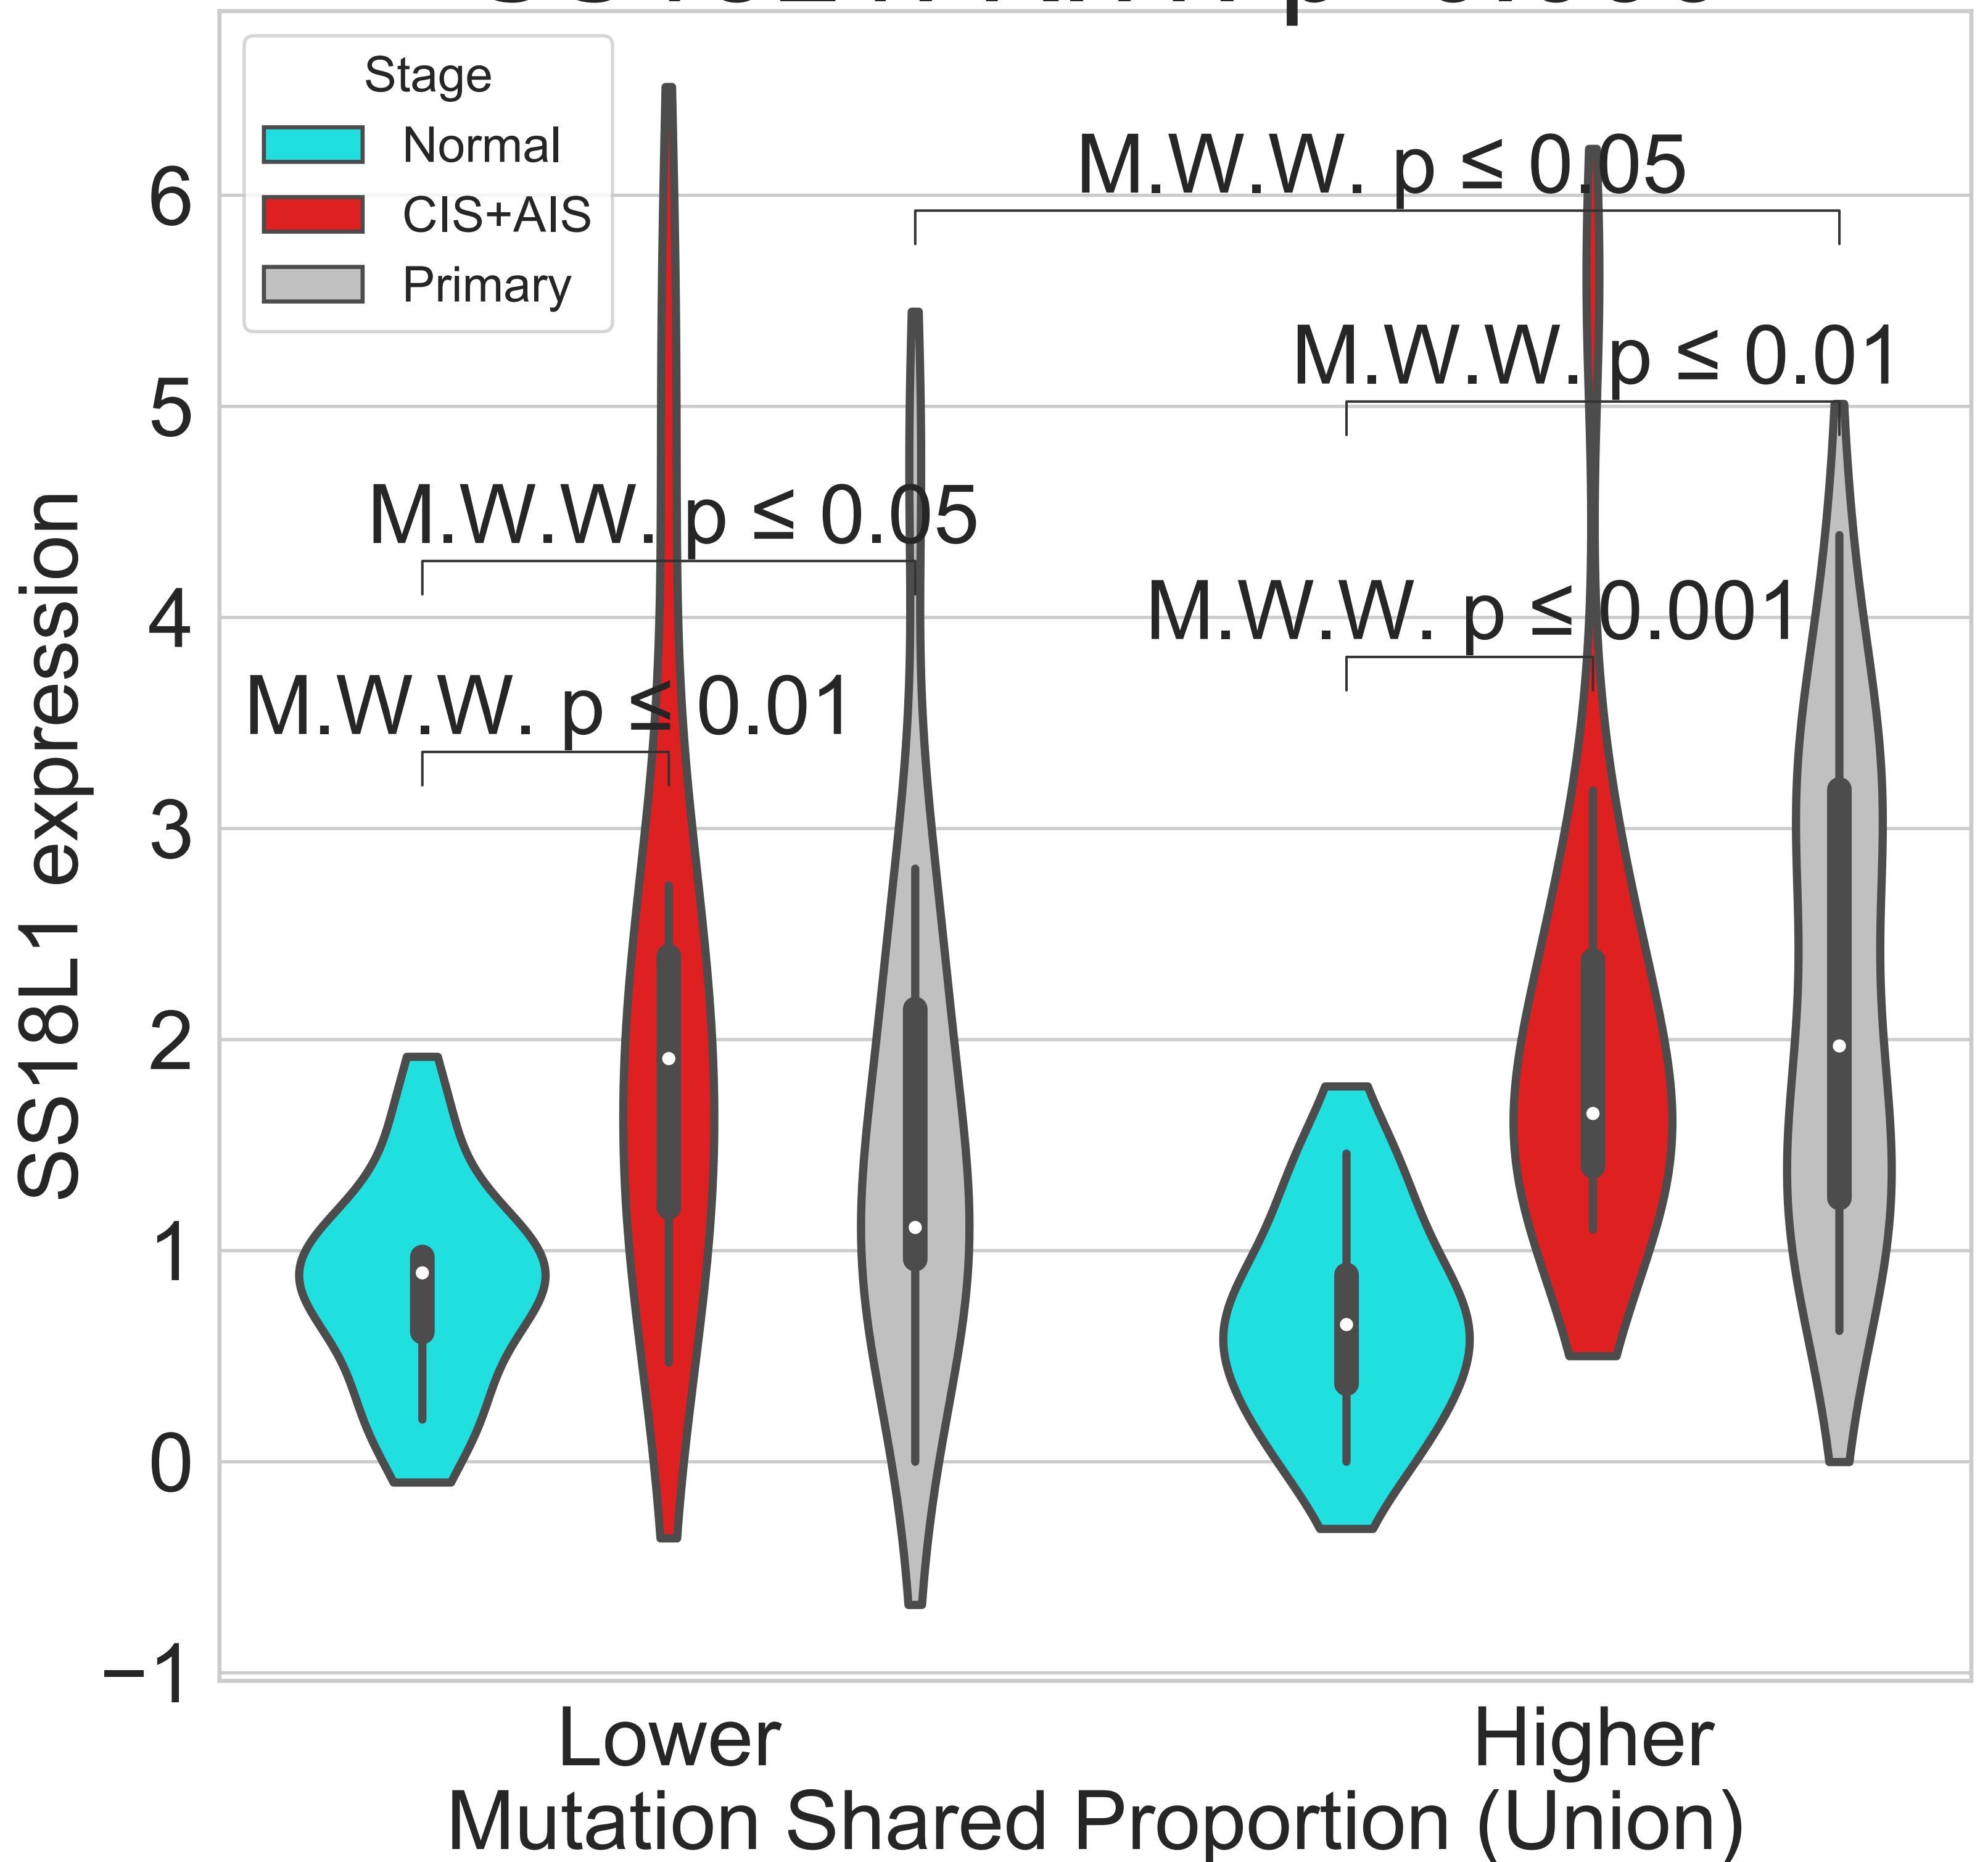 Stage
Normal
CIS+AIS
Primary
M.W.W. p ≤ 0.05
M.W.W. p ≤ 0.01
M.W.W. p ≤ 0.05
M.W.W. p ≤ 0.001
M.W.W. p ≤ 0.01
6
5
4
3
2
1
0
−1
SS18L1 expression
Lower
Higher
Mutation Shared Proportion (Union)